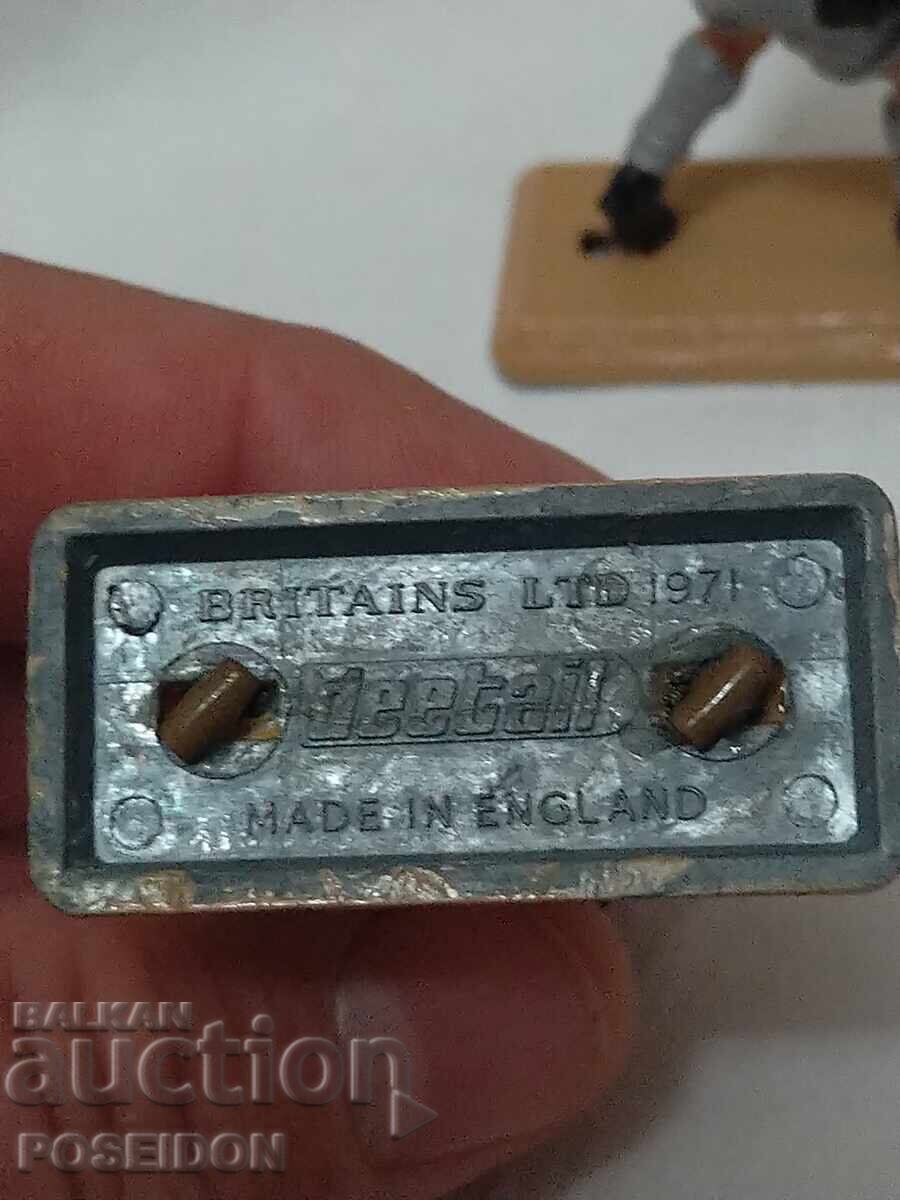 BRITAINS LTD 1971
deetail
MADE IN ENGLAND
BALKAN
auction
POSEIDON